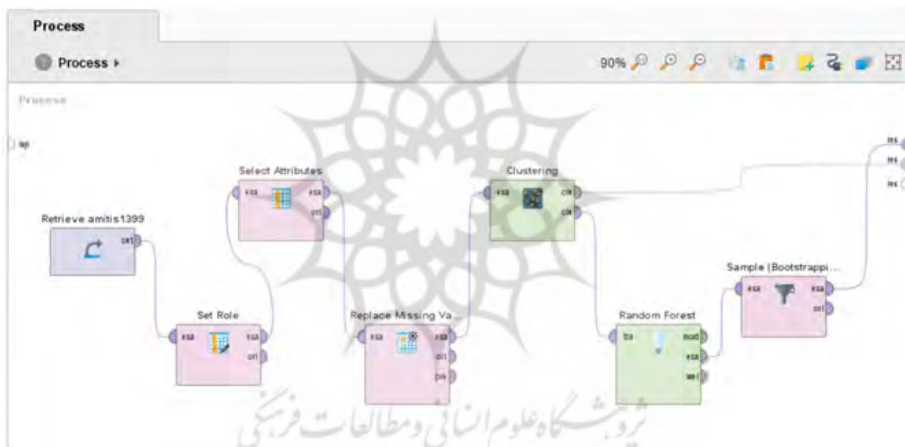 Process
Process
90%
Process
inp
res
res
res
Select Attributes
exa
exa
ori
Clustering
exa
clu
clu
Retrieve amitis1399
out
Sample (Bootstrappi...
exa
exa
ori
Set Role
exa
exa
ori
Replace Missing Va...
exa
exa
ori
pre
Random Forest
tra
mod
exa
wei
پژوهشگاه علوم انسانی و مطالعات فرهنگی